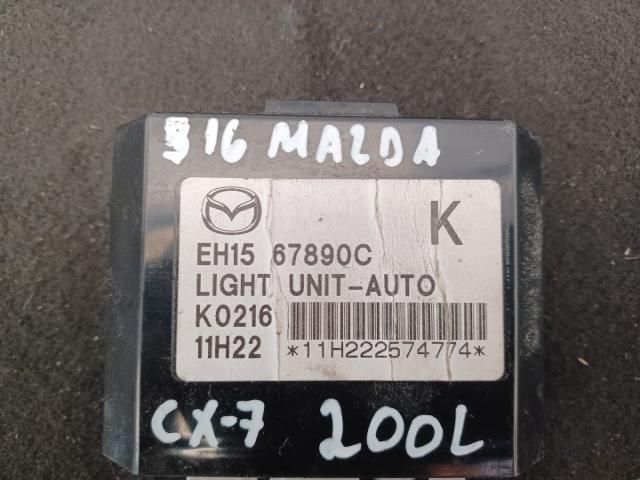 316 MAZDA
K
EH15 67890C
LIGHT UNIT-AUTO
K0216
11H22 *11H222574774*
CX-7 200L